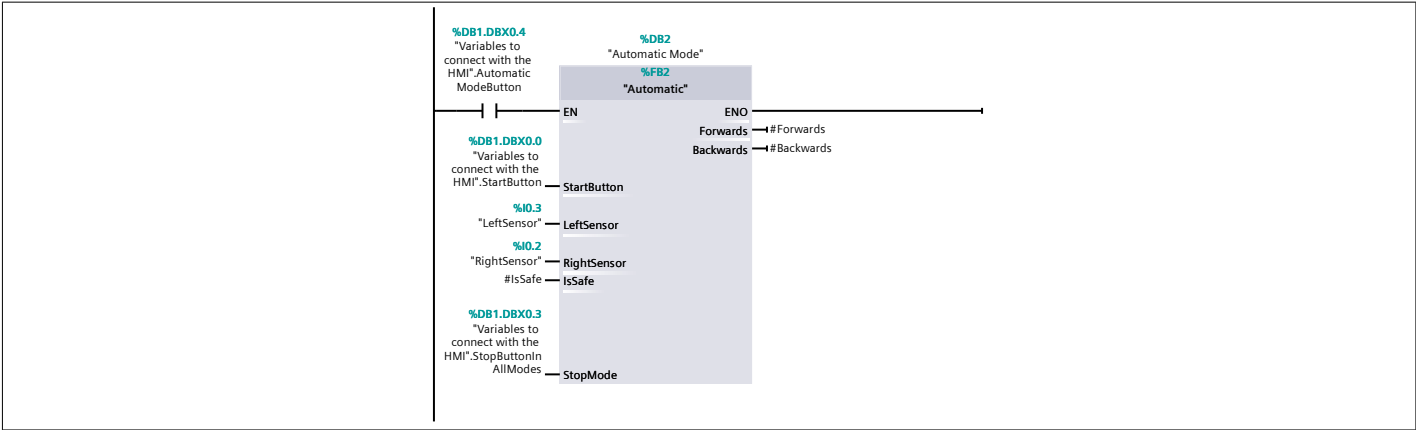 %DB1.DBX0.4
"Variables to
connect with the
HMI".Automatic
ModeButton
%DB2
"Automatic Mode"
%FB2
"Automatic"
EN
ENO
Forwards
#Forwards
Backwards
#Backwards
%DB1.DBX0.0
"Variables to
connect with the
HMI".StartButton
StartButton
%I0.3
"LeftSensor"
LeftSensor
%I0.2
"RightSensor"
RightSensor
#IsSafe
IsSafe
%DB1.DBX0.3
"Variables to
connect with the
HMI".StopButtonIn
AllModes
StopMode